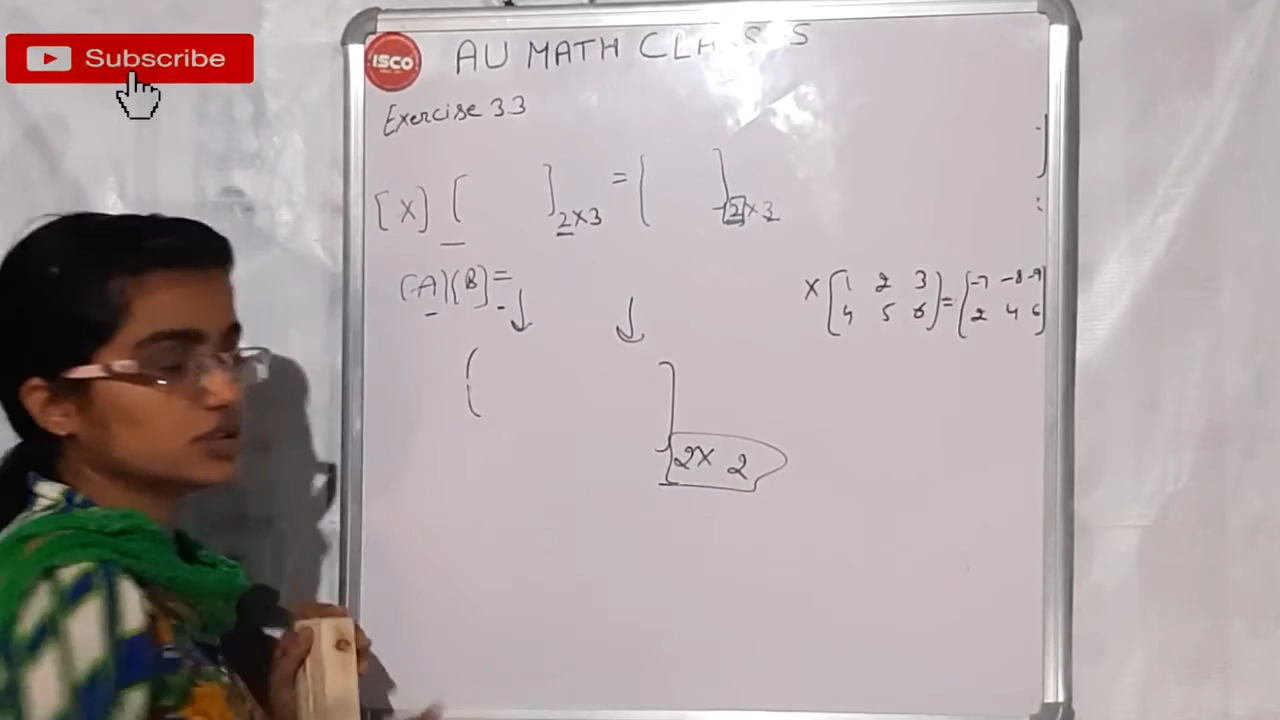 Subscribe
ISCO
AU MATH CLASSES
Exercise 3.3
[X] [ ]2×3 = [ ]2×3
(A)(B)=
X [1 2 3 = [-7 -8 -9
4 5 6] 2 4 6]
[ ]2×2